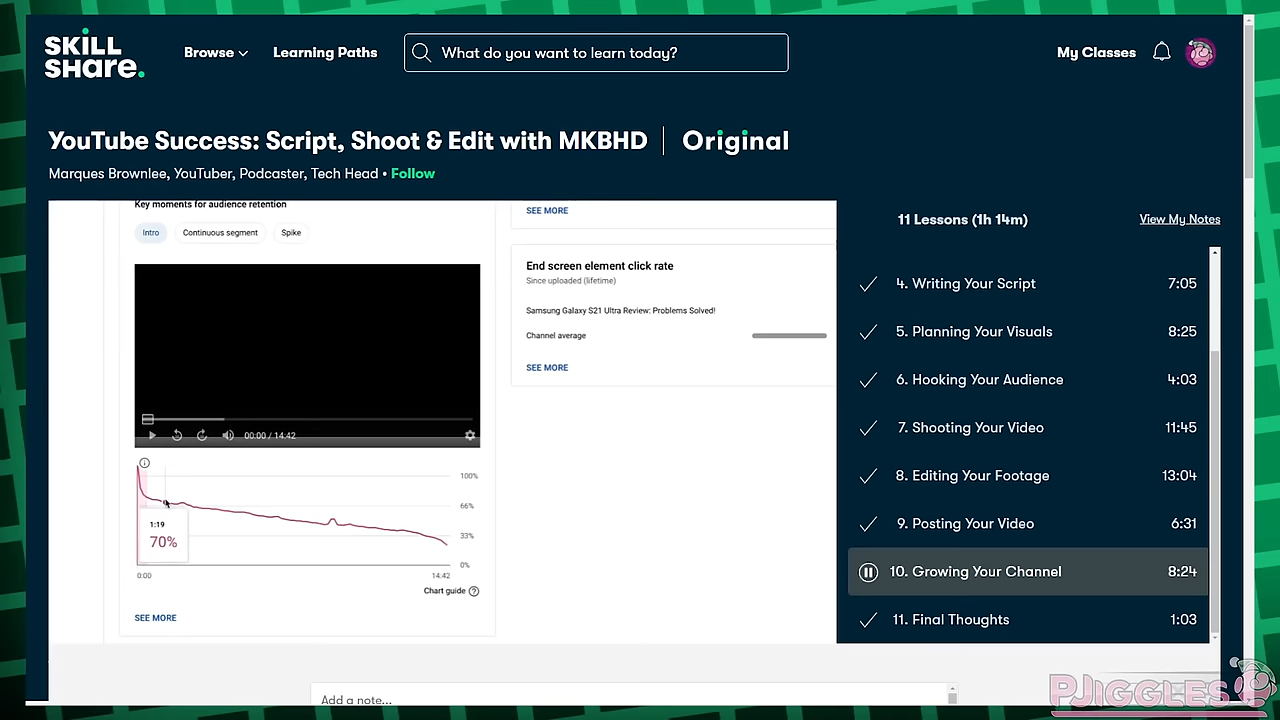 SKILL
SHARE.
Browse
Learning Paths
What do you want to learn today?
My Classes
YouTube Success: Script, Shoot & Edit with MKBHD
Original
Marques Brownlee, YouTuber, Podcaster, Tech Head • Follow
Key moments for audience retention
Intro
Continuous segment
Spike
00:00 / 14:42
100%
66%
33%
0%
1:19
70%
0:00
14:42
Chart guide
SEE MORE
SEE MORE
End screen element click rate
Since uploaded (lifetime)
Samsung Galaxy S21 Ultra Review: Problems Solved!
Channel average
SEE MORE
11 Lessons (1h 14m)
View My Notes
4. Writing Your Script 7:05
5. Planning Your Visuals 8:25
6. Hooking Your Audience 4:03
7. Shooting Your Video 11:45
8. Editing Your Footage 13:04
9. Posting Your Video 6:31
10. Growing Your Channel 8:24
11. Final Thoughts 1:03
Add a note...
PJIGGLES